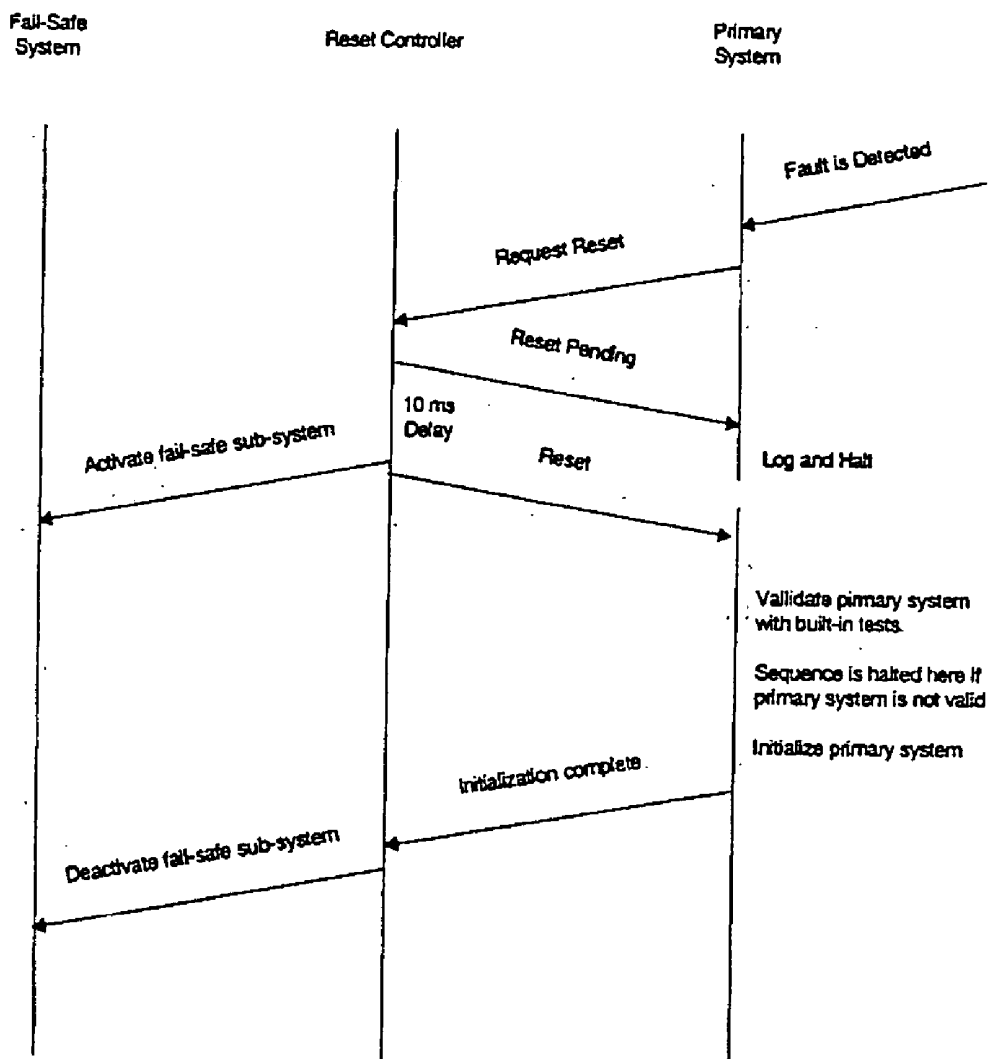 Fail-Safe
System
Reset Controller
Primary
System
Fault is Detected
Request Reset
Reset Pending
10 ms
Delay
Activate fail-safe sub-system
Reset
Log and Halt
Vallidate pirmary system
with built-in tests.
Sequence is halted here if
primary system is not valid
Initialize primary system
Initialization complete
Deactivate fail-safe sub-system